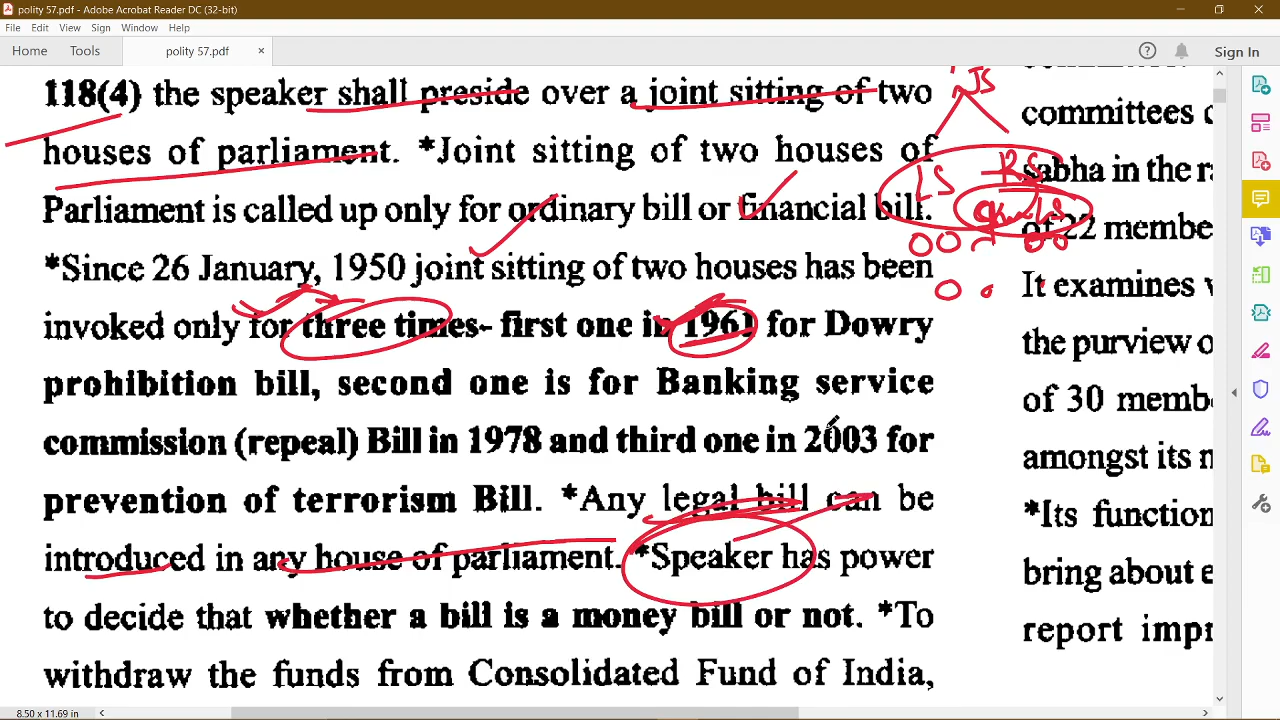 polity 57.pdf - Adobe Acrobat Reader DC (32-bit)
File Edit View Sign Window Help
Home Tools polity 57.pdf × Sign In
118(4) the speaker shall preside over a joint sitting of two
houses of parliament. *Joint sitting of two houses of
Parliament is called up only for ordinary bill or financial bill.
*Since 26 January, 1950 joint sitting of two houses has been
invoked only for three times- first one in 1961 for Dowry
prohibition bill, second one is for Banking service
commission (repeal) Bill in 1978 and third one in 2003 for
prevention of terrorism Bill. *Any legal bill can be
introduced in any house of parliament. *Speaker has power
to decide that whether a bill is a money bill or not. *To
withdraw the funds from Consolidated Fund of India,
JS
LS RS
committees
sabha in the
of 22 membe
It examines
the purview
of 30
amongst its
*Its function
bring about
report
8.50 x 11.69 in